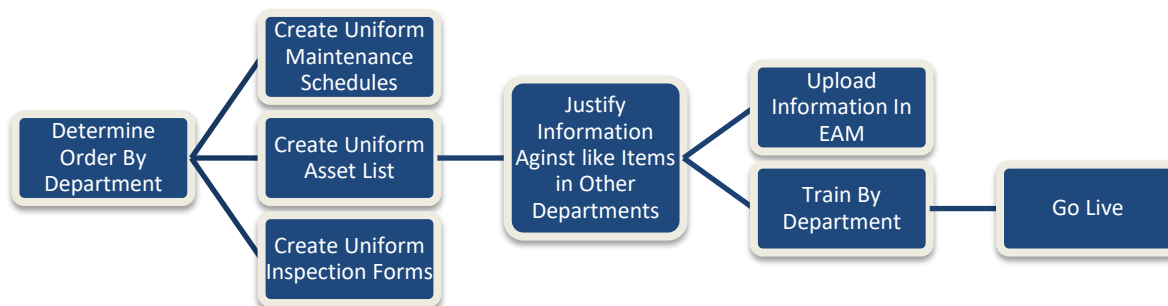 Determine
Order By
Department
Create Uniform
Maintenance
Schedules
Create Uniform
Asset List
Create Uniform
Inspection Forms
Justify
Information
Aginst like Items
in Other
Departments
Upload
Information In
EAM
Train By
Department
Go Live